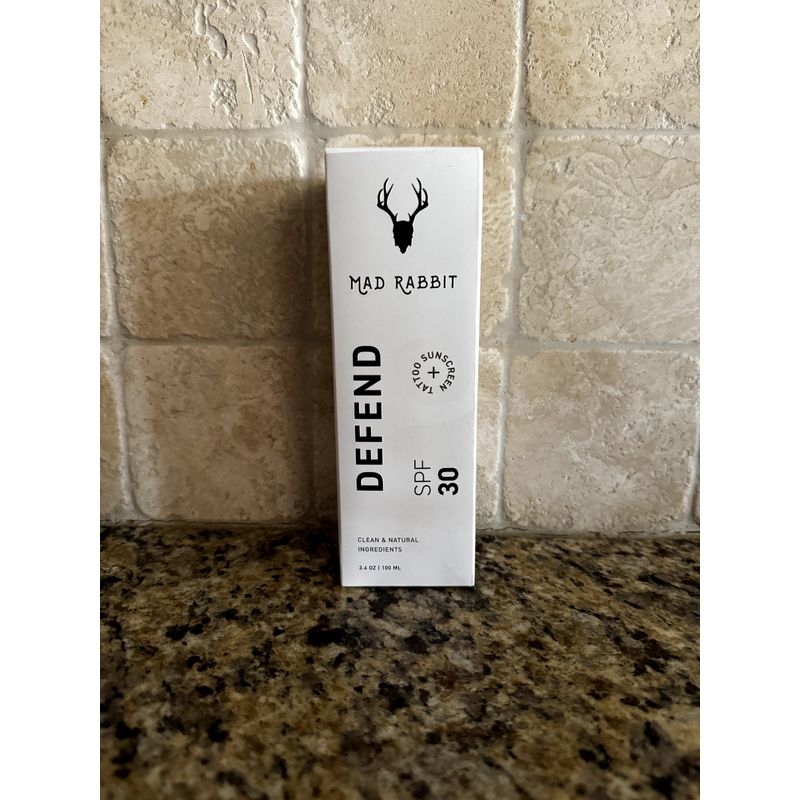 MAD RABBIT
DEFEND
TATTOO SUNSCREEN
+
SPF
30
CLEAN & NATURAL
INGREDIENTS
3.4 OZ | 100 ML